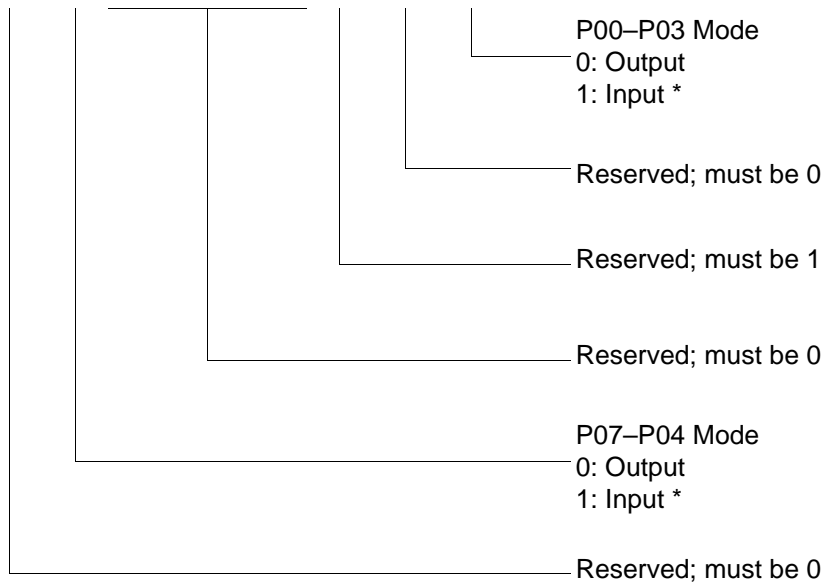 P00–P03 Mode
0: Output
1: Input *
Reserved; must be 0
Reserved; must be 1
Reserved; must be 0
P07–P04 Mode
0: Output
1: Input *
Reserved; must be 0